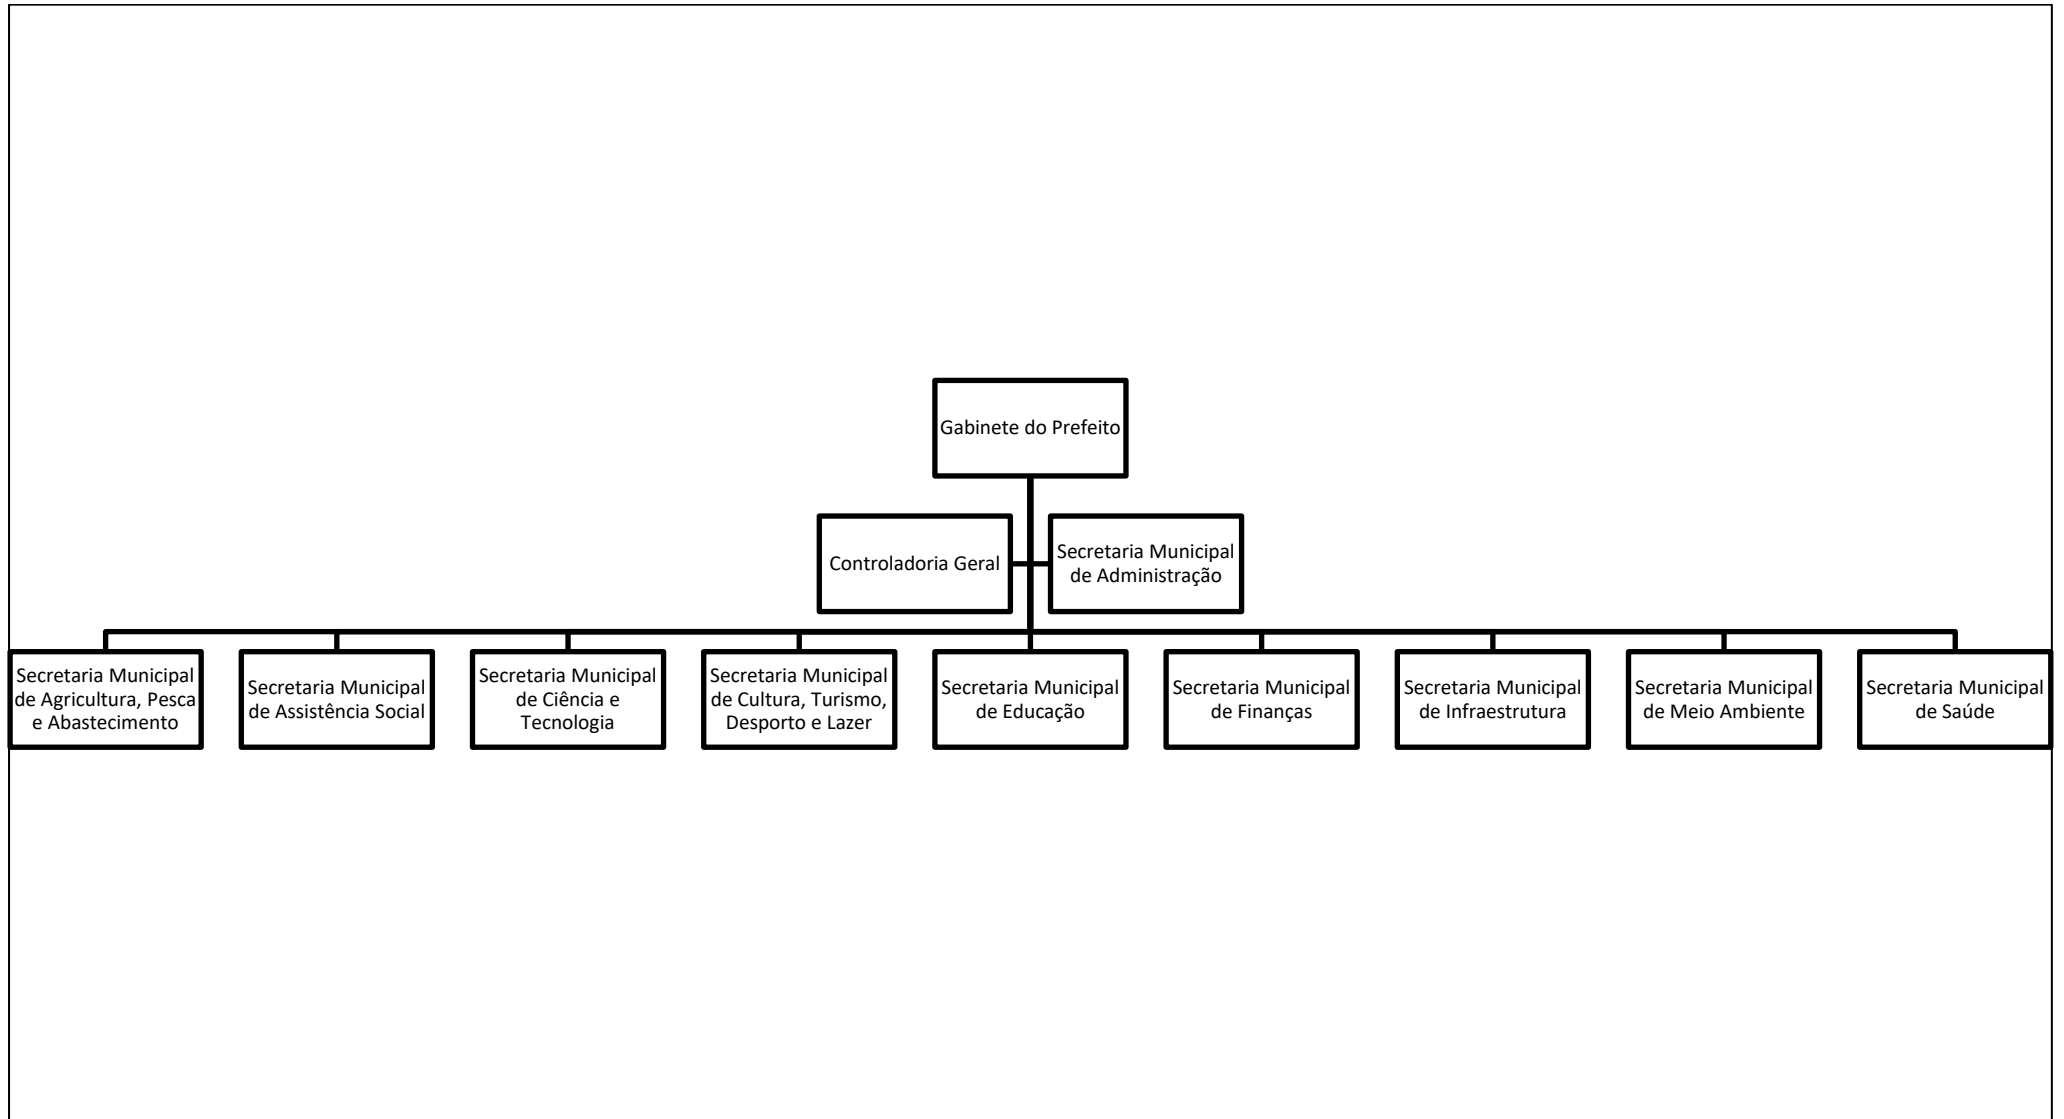 Gabinete do Prefeito
Controladoria Geral
Secretaria Municipal
de Administração
Secretaria Municipal
de Agricultura, Pesca
e Abastecimento
Secretaria Municipal
de Assistência Social
Secretaria Municipal
de Ciência e
Tecnologia
Secretaria Municipal
de Cultura, Turismo,
Desporto e Lazer
Secretaria Municipal
de Educação
Secretaria Municipal
de Finanças
Secretaria Municipal
de Infraestrutura
Secretaria Municipal
de Meio Ambiente
Secretaria Municipal
de Saúde